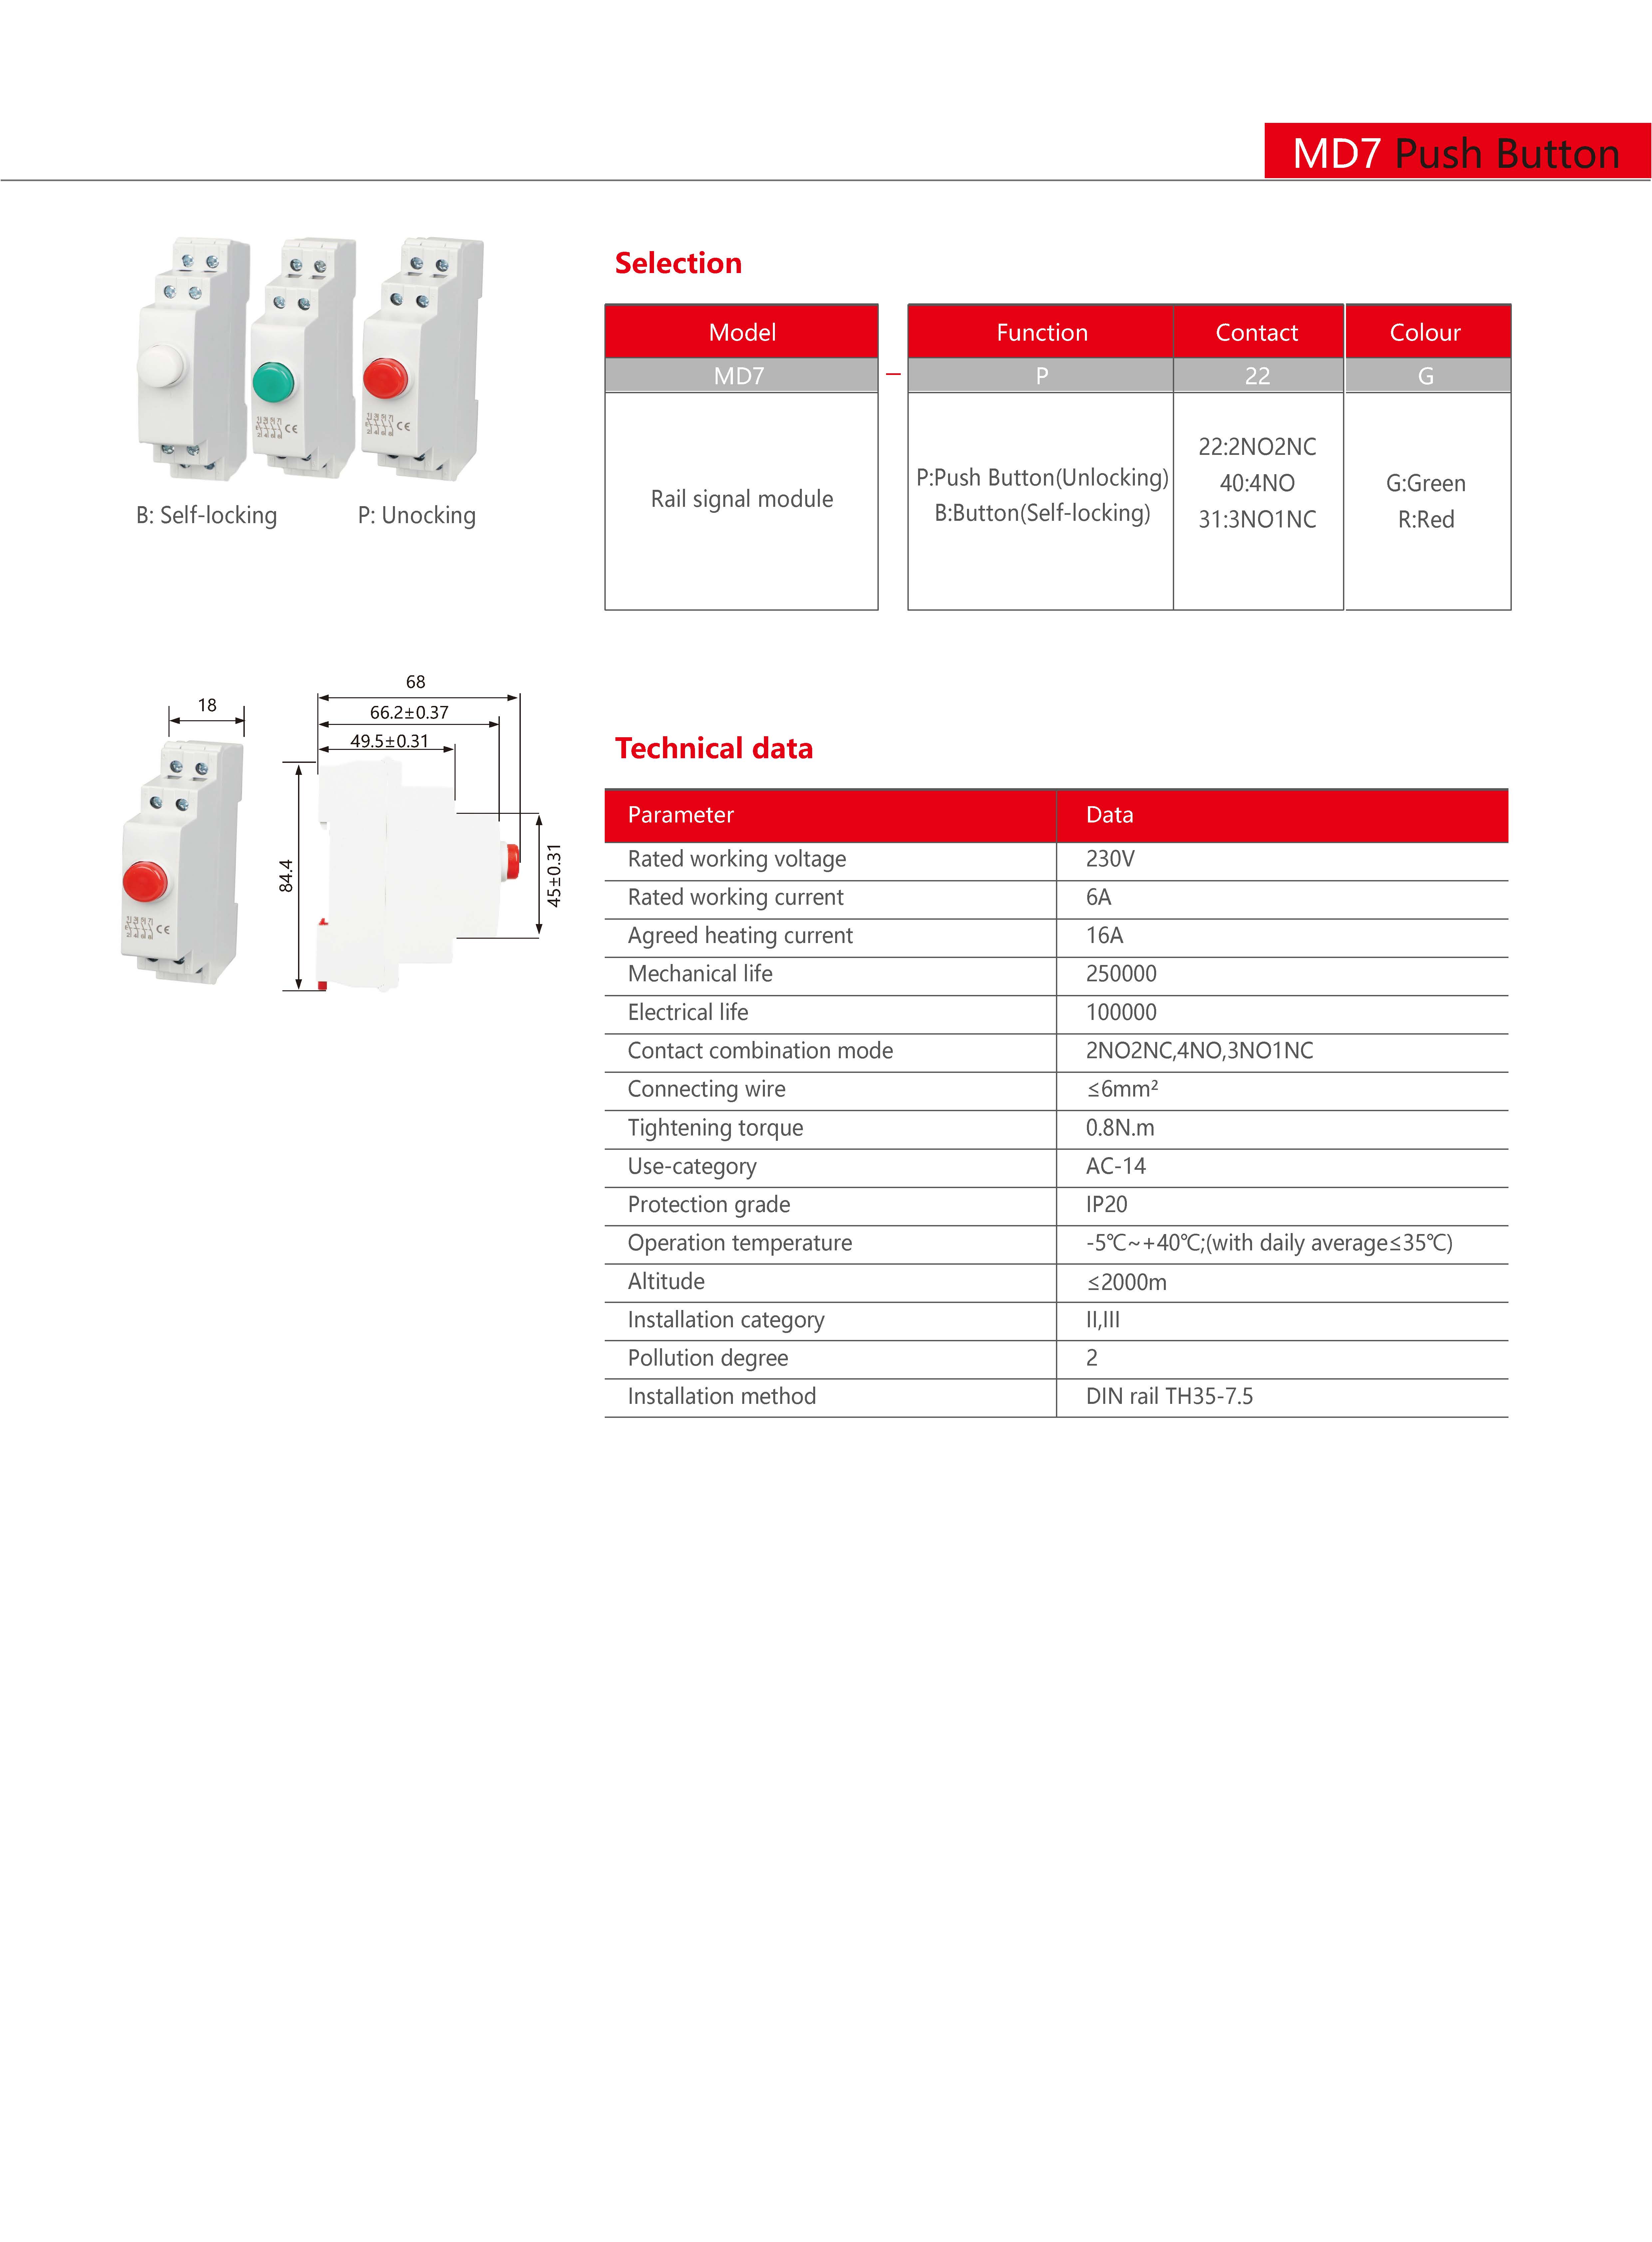 MD7 Push Button
B: Self-locking P: Unocking
Selection
Model Function Contact Colour
MD7 – P 22 G
Rail signal module
P:Push Button(Unlocking)
B:Button(Self-locking)
22:2NO2NC
40:4NO
31:3NO1NC
G:Green
R:Red
18
68
66.2±0.37
49.5±0.31
84.4
45±0.31
CE
CE
CE
Technical data
Parameter Data
Rated working voltage 230V
Rated working current 6A
Agreed heating current 16A
Mechanical life 250000
Electrical life 100000
Contact combination mode 2NO2NC,4NO,3NO1NC
Connecting wire ≤6mm²
Tightening torque 0.8N.m
Use-category AC-14
Protection grade IP20
Operation temperature -5℃~+40℃;(with daily average≤35℃)
Altitude ≤2000m
Installation category II,III
Pollution degree 2
Installation method DIN rail TH35-7.5